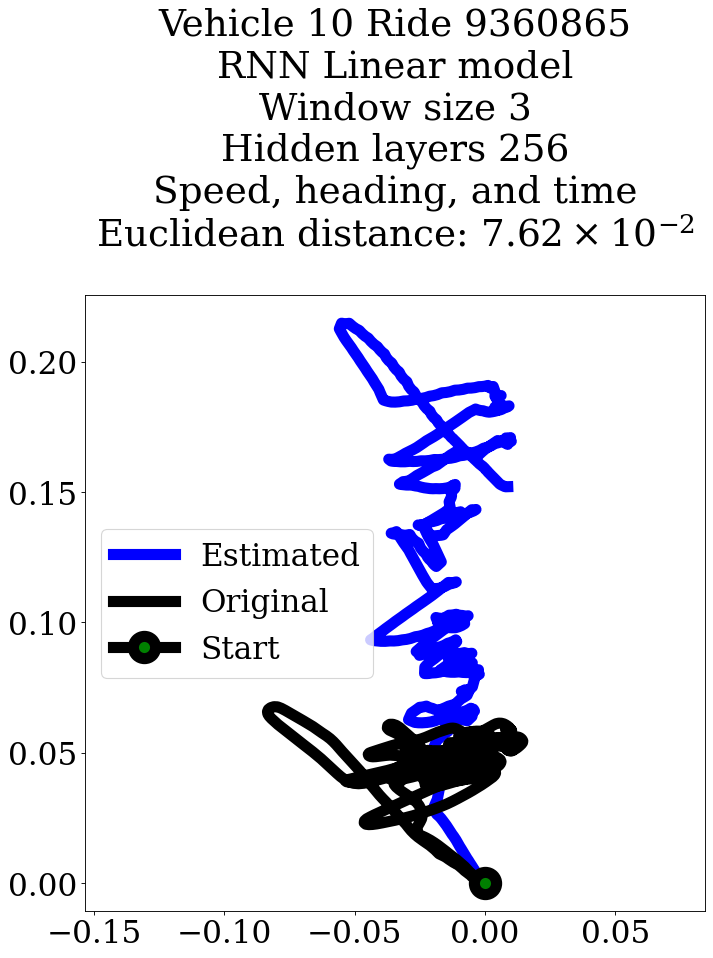 Vehicle 10 Ride 9360865
RNN Linear model
Window size 3
Hidden layers 256
Speed, heading, and time
Euclidean distance: 7.62 × 10⁻²
0.20
0.15
0.10
0.05
0.00
Estimated
Original
Start
−0.15 −0.10 −0.05 0.00 0.05